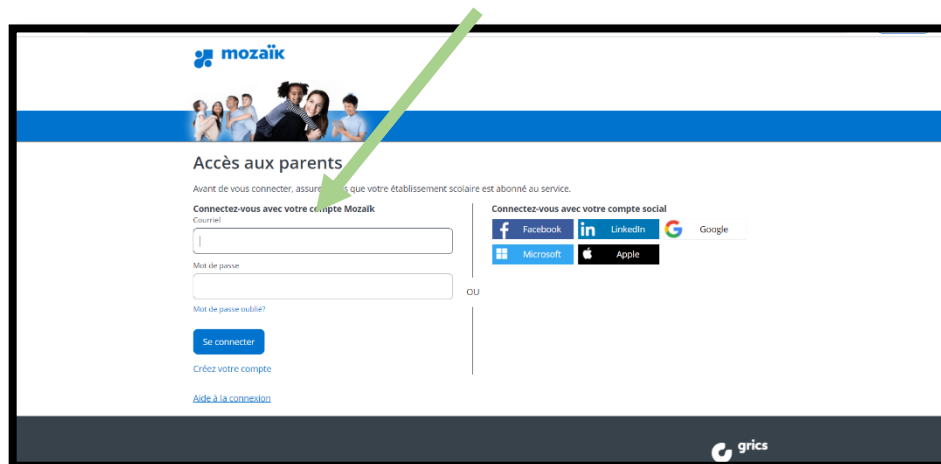 mozaïk
Accès aux parents
Avant de vous connecter, assure que votre établissement scolaire est abonné au service.
Connectez-vous avec votre compte Mozaïk
Courriel
Mot de passe
Mot de passe oublié?
Se connecter
Créez votre compte
Aide à la connexion
OU
Connectez-vous avec votre compte social
Facebook
LinkedIn
Google
Microsoft
Apple
grics